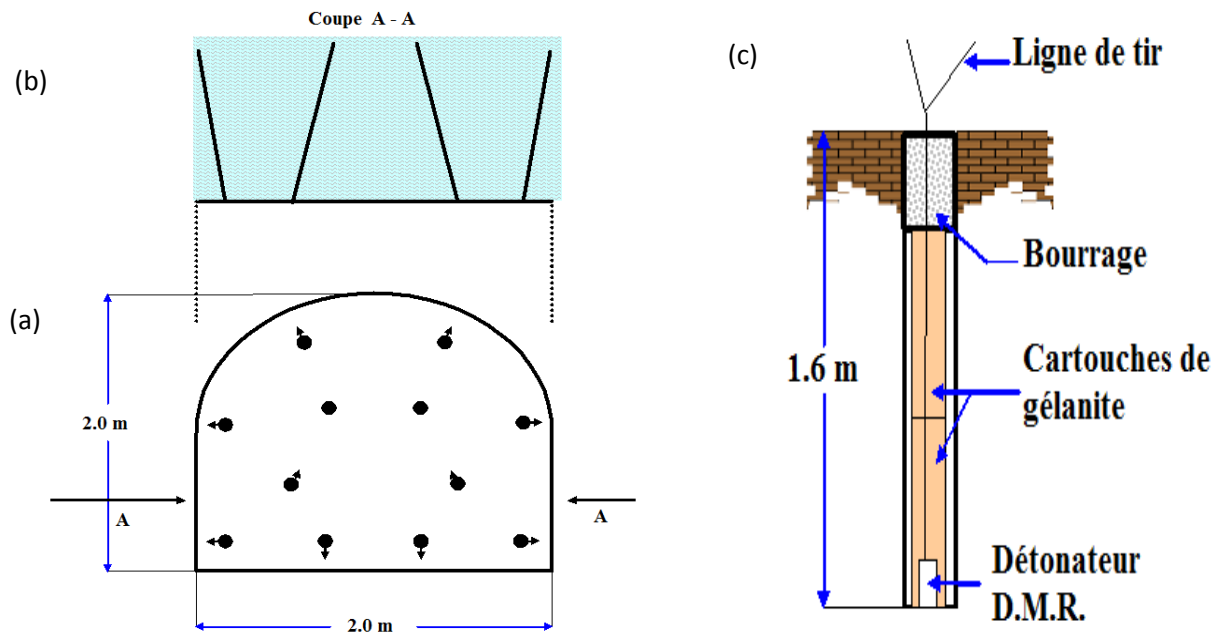 Coupe A - A
(b)
(a)
2.0 m
A
A
2.0 m
(c)
Ligne de tir
Bourrage
1.6 m
Cartouches de
gélanite
Détonateur
D.M.R.